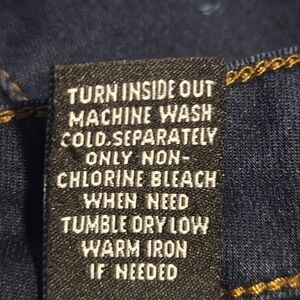 TURN INSIDE OUT
MACHINE WASH
COLD.SEPARATELY
ONLY NON-
CHLORINE BLEACH
WHEN NEED
TUMBLE DRY LOW
WARM IRON
IF NEEDED